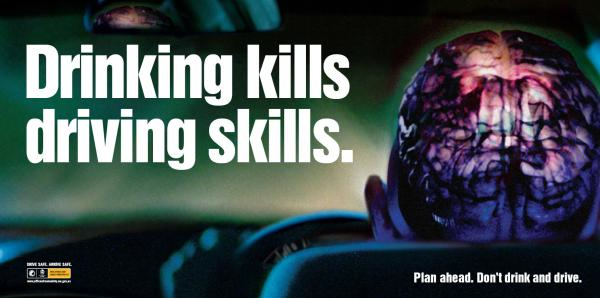 Drinking kills
driving skills.
DRIVE SAFE. ARRIVE SAFE.
Plan ahead. Don't drink and drive.